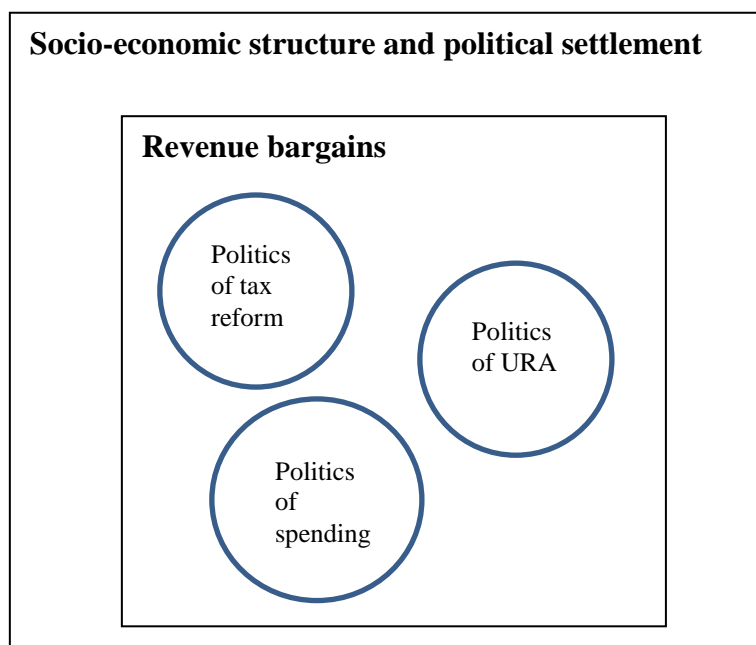 Socio-economic structure and political settlement
Revenue bargains
Politics
of tax
reform
Politics
of URA
Politics
of
spending